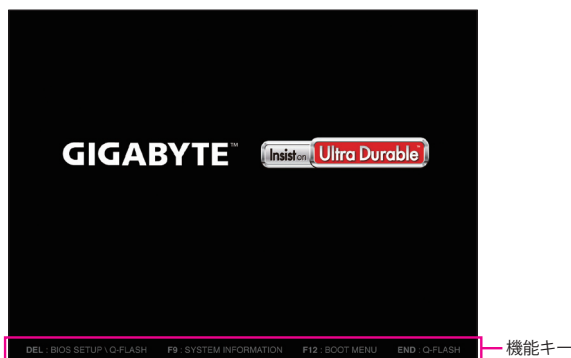 GIGABYTE™ Insist on Ultra Durable™
DEL : BIOS SETUP \ Q-FLASH F9 : SYSTEM INFORMATION F12 : BOOT MENU END : Q-FLASH
機能キー